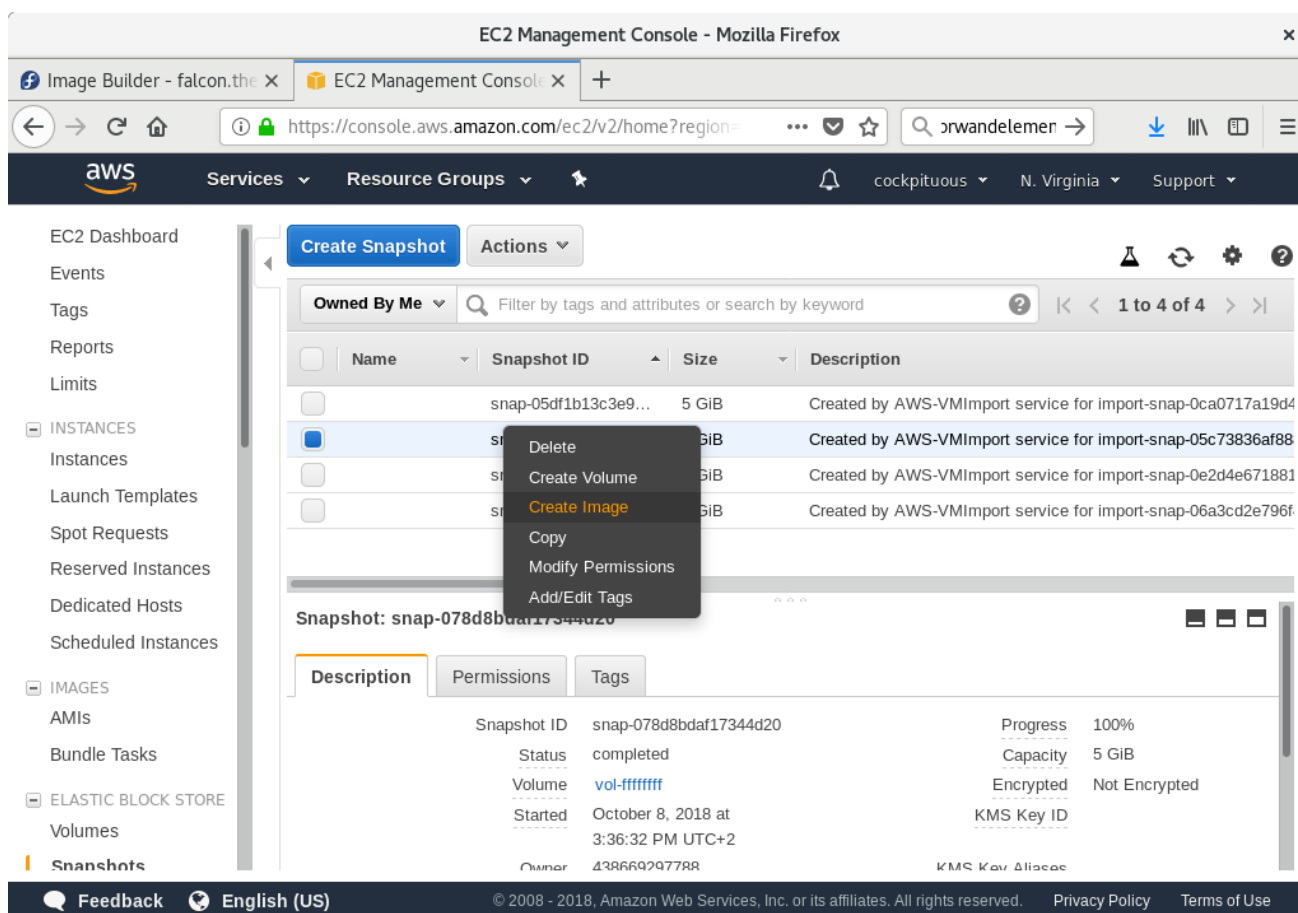 EC2 Management Console - Mozilla Firefox
Image Builder - falcon.the
EC2 Management Console
https://console.aws.amazon.com/ec2/v2/home?region=
orwandelemen
aws
Services
Resource Groups
cockpituous
N. Virginia
Support
EC2 Dashboard
Events
Tags
Reports
Limits
INSTANCES
Instances
Launch Templates
Spot Requests
Reserved Instances
Dedicated Hosts
Scheduled Instances
IMAGES
AMIs
Bundle Tasks
ELASTIC BLOCK STORE
Volumes
Snapshots
Create Snapshot
Actions
Owned By Me
Filter by tags and attributes or search by keyword
1 to 4 of 4
Name Snapshot ID Size Description
snap-05df1b13c3e9... 5 GiB Created by AWS-VMImport service for import-snap-0ca0717a19d4
GiB Created by AWS-VMImport service for import-snap-05c73836af88
GiB Created by AWS-VMImport service for import-snap-0e2d4e671881
GiB Created by AWS-VMImport service for import-snap-06a3cd2e796f
Delete
Create Volume
Create Image
Copy
Modify Permissions
Add/Edit Tags
Snapshot: snap-078d8bdaf17344d20
Description
Permissions
Tags
Snapshot ID snap-078d8bdaf17344d20
Status completed
Volume vol-ffffffff
Started October 8, 2018 at
3:36:32 PM UTC+2
Owner 438669297788
Progress 100%
Capacity 5 GiB
Encrypted Not Encrypted
KMS Key ID
KMS Key Aliases
Feedback
English (US)
© 2008 - 2018, Amazon Web Services, Inc. or its affiliates. All rights reserved.
Privacy Policy
Terms of Use